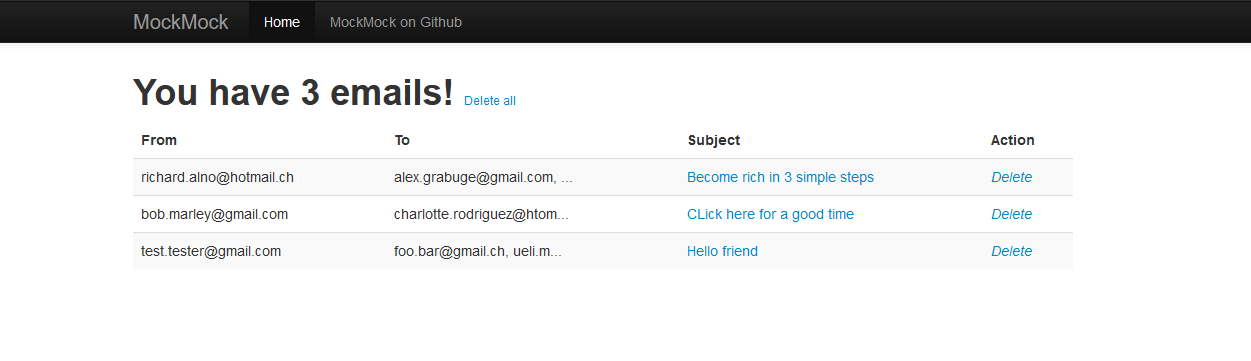 MockMock Home MockMock on Github
You have 3 emails! Delete all
From To Subject Action
richard.alno@hotmail.ch alex.grabuge@gmail.com, ... Become rich in 3 simple steps Delete
bob.marley@gmail.com charlotte.rodriguez@htom... CLick here for a good time Delete
test.tester@gmail.com foo.bar@gmail.ch, ueli.m... Hello friend Delete